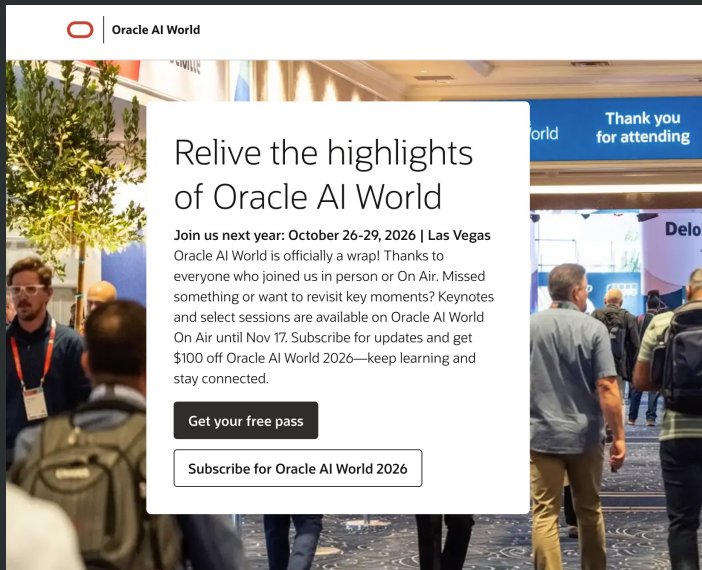 Oracle AI World
Thank you
for attending
Relive the highlights
of Oracle AI World
Join us next year: October 26-29, 2026 | Las Vegas
Oracle AI World is officially a wrap! Thanks to
everyone who joined us in person or On Air. Missed
something or want to revisit key moments? Keynotes
and select sessions are available on Oracle AI World
On Air until Nov 17. Subscribe for updates and get
$100 off Oracle AI World 2026—keep learning and
stay connected.
Get your free pass
Subscribe for Oracle AI World 2026